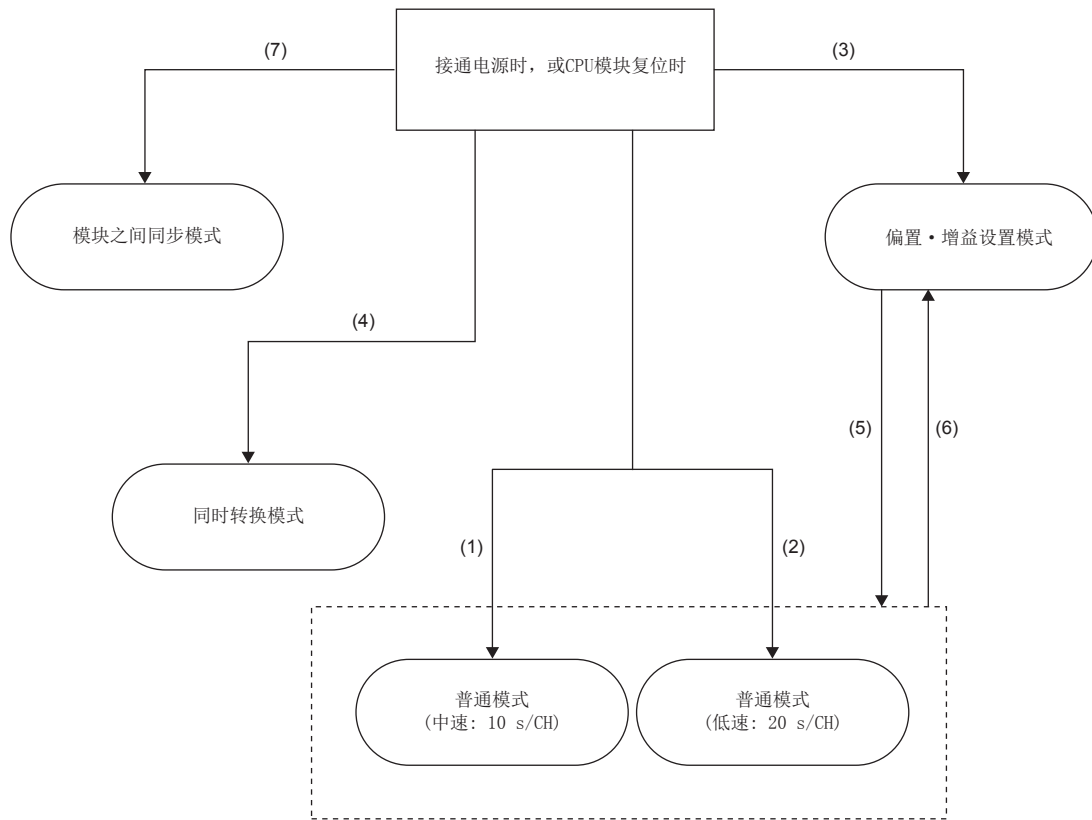 (7)
接通电源时，或CPU模块复位时
(3)
模块之间同步模式
偏置·增益设置模式
(4)
(5)
(6)
同时转换模式
(1)
(2)
普通模式
(中速: 10 s/CH)
普通模式
(低速: 20 s/CH)